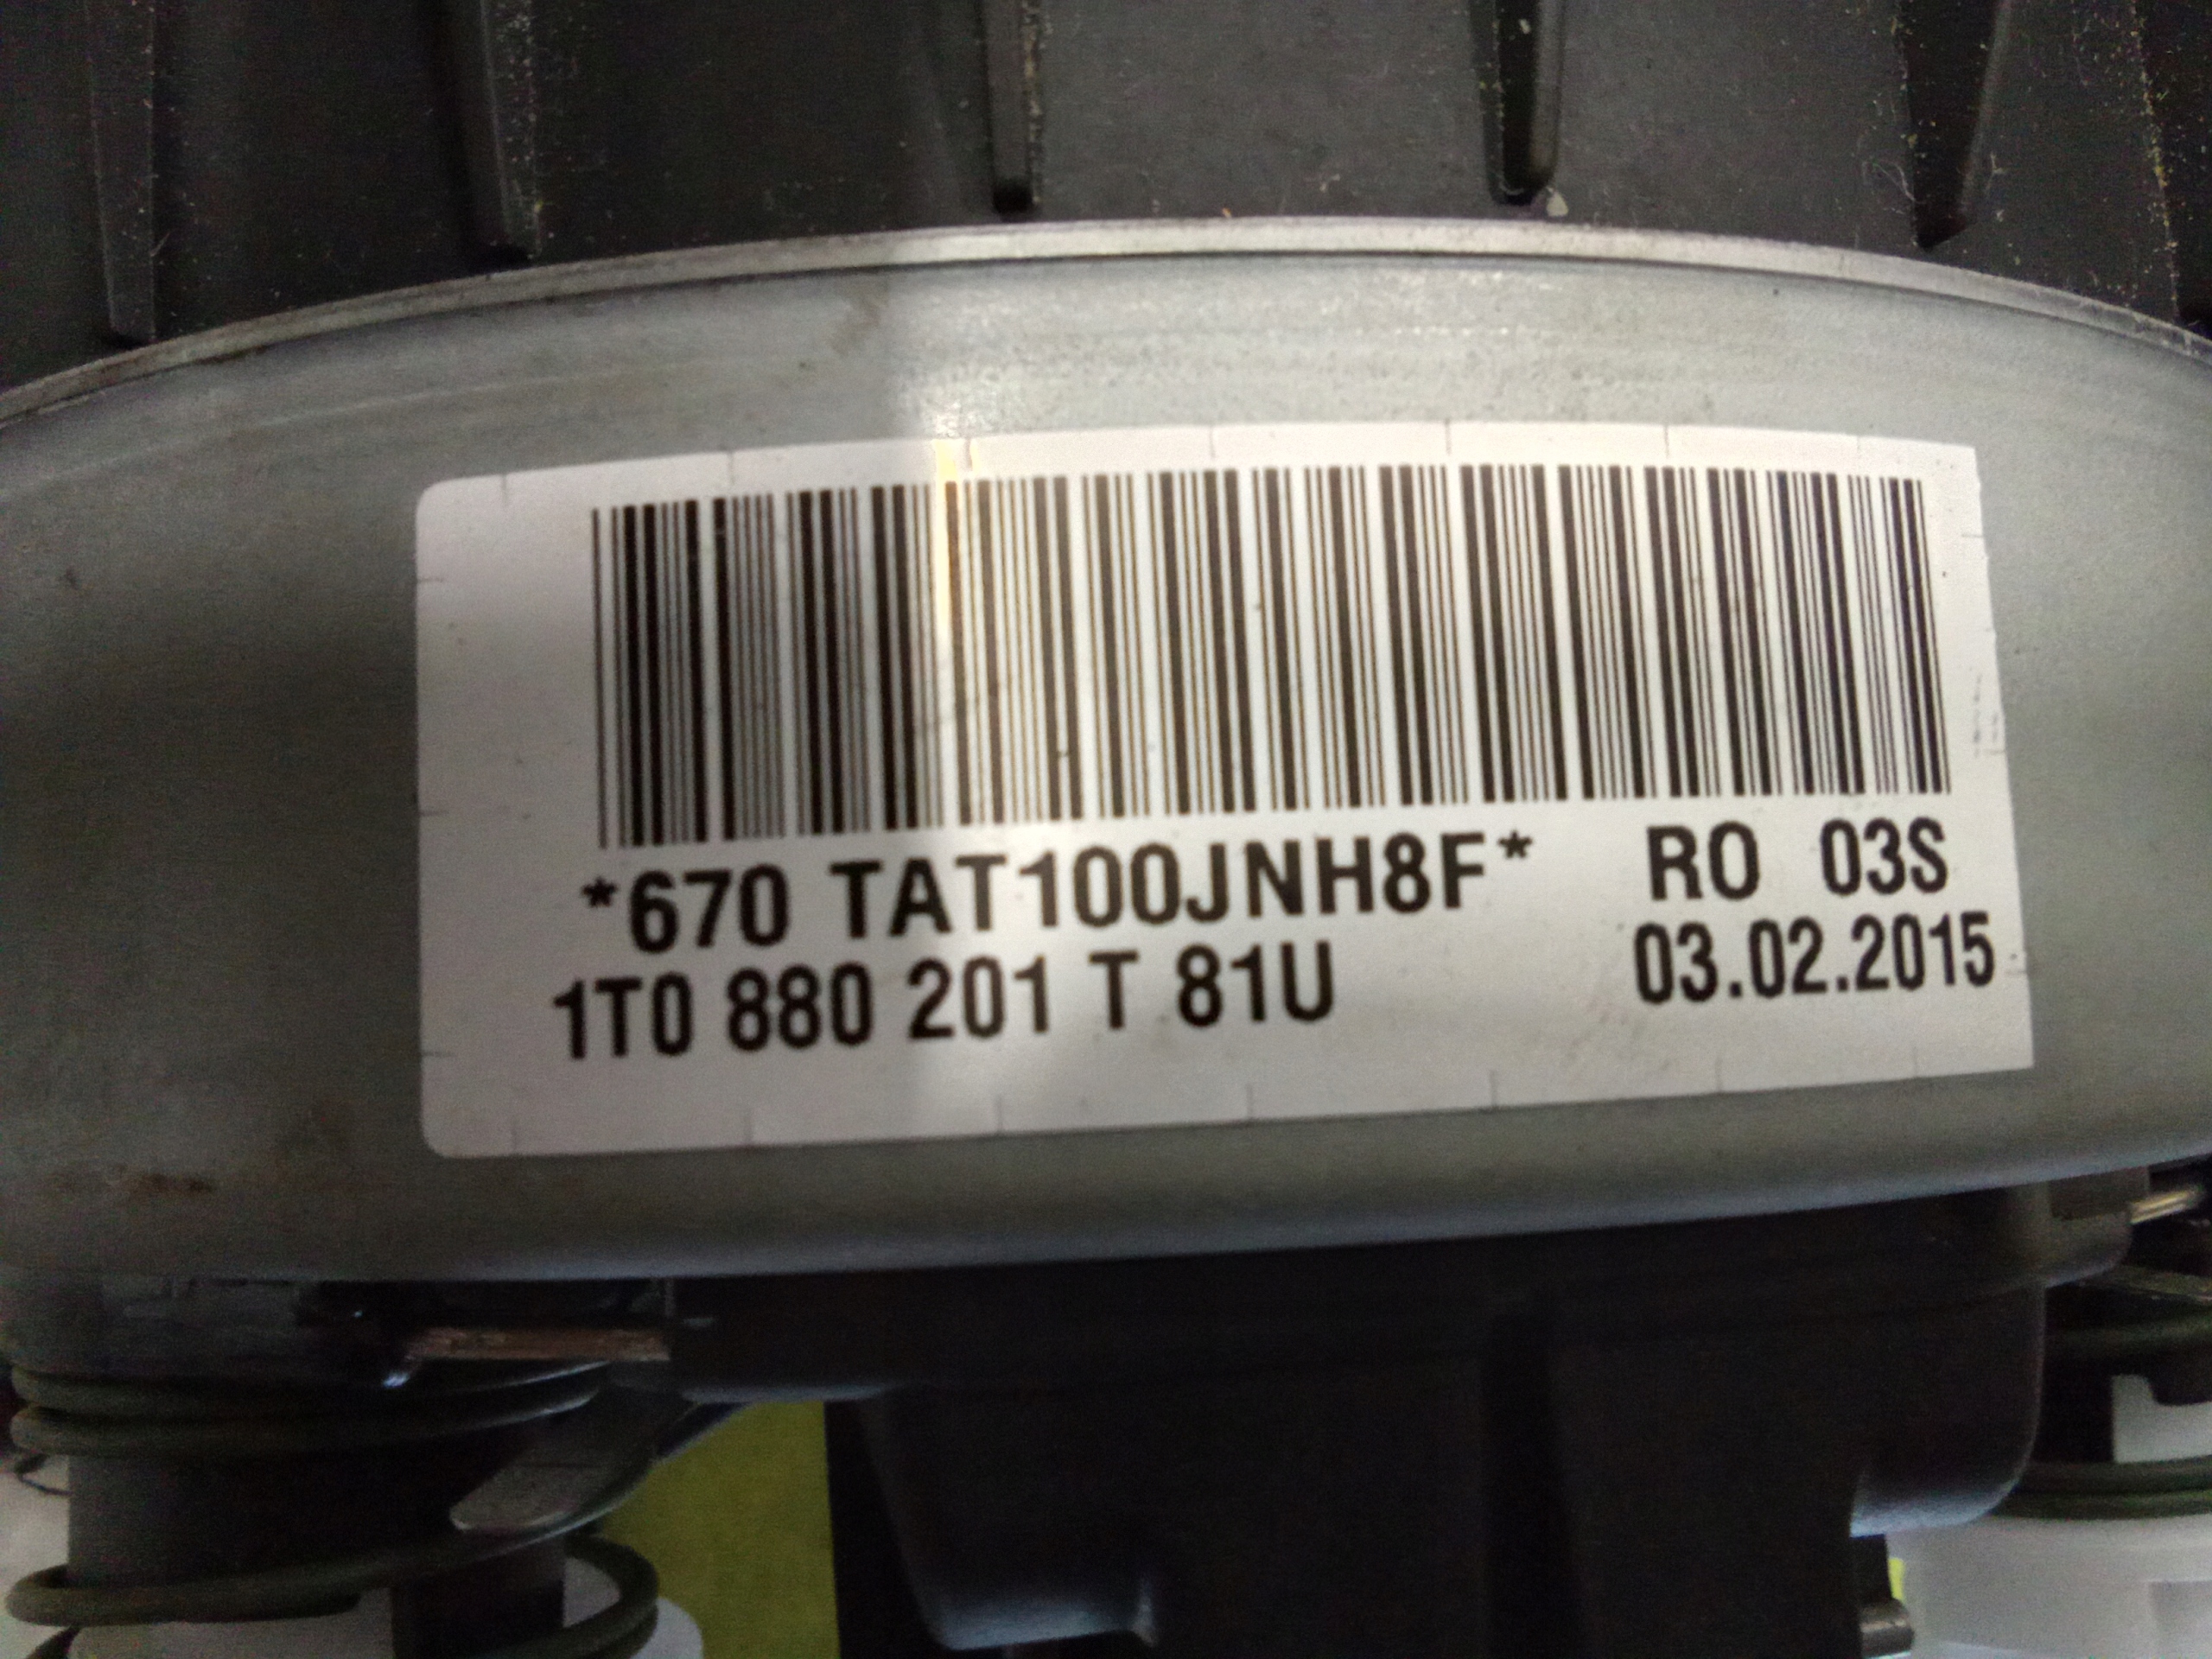 *670 TAT100JNH8F* RO 03S
1T0 880 201 T 81U 03.02.2015